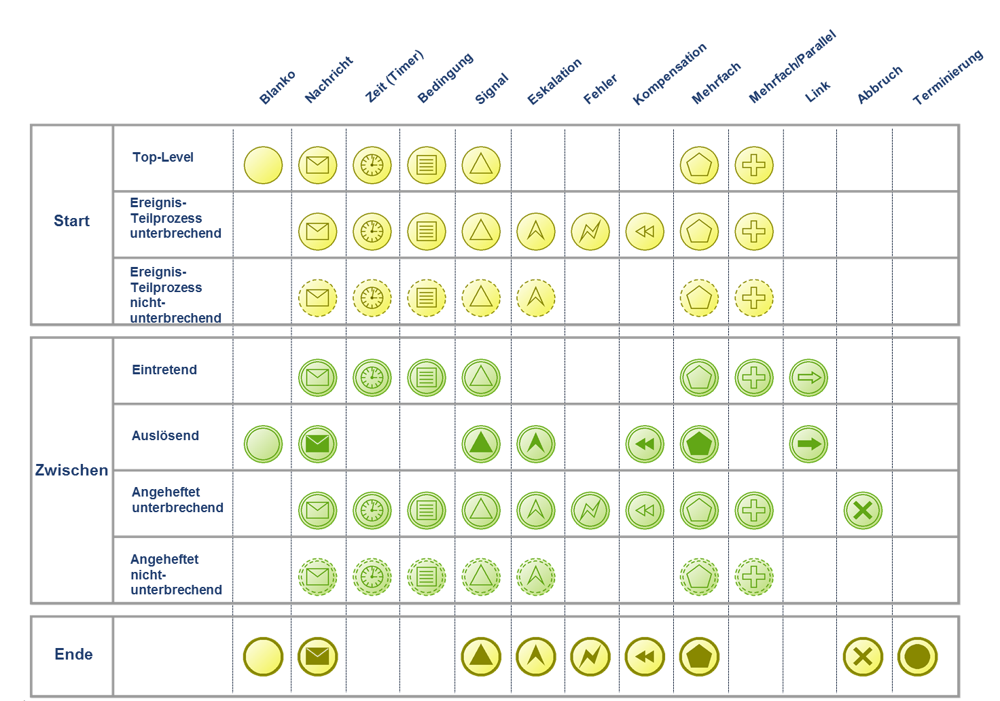 Blanko
Nachricht
Zeit (Timer)
Bedingung
Signal
Eskalation
Fehler
Kompensation
Mehrfach
Mehrfach/Parallel
Link
Abbruch
Terminierung
Start
Top-Level
Ereignis-
Teilprozess
unterbrechend
Ereignis-
Teilprozess
nicht-
unterbrechend
Zwischen
Eintretend
Auslösend
Angeheftet
unterbrechend
Angeheftet
nicht-
unterbrechend
Ende